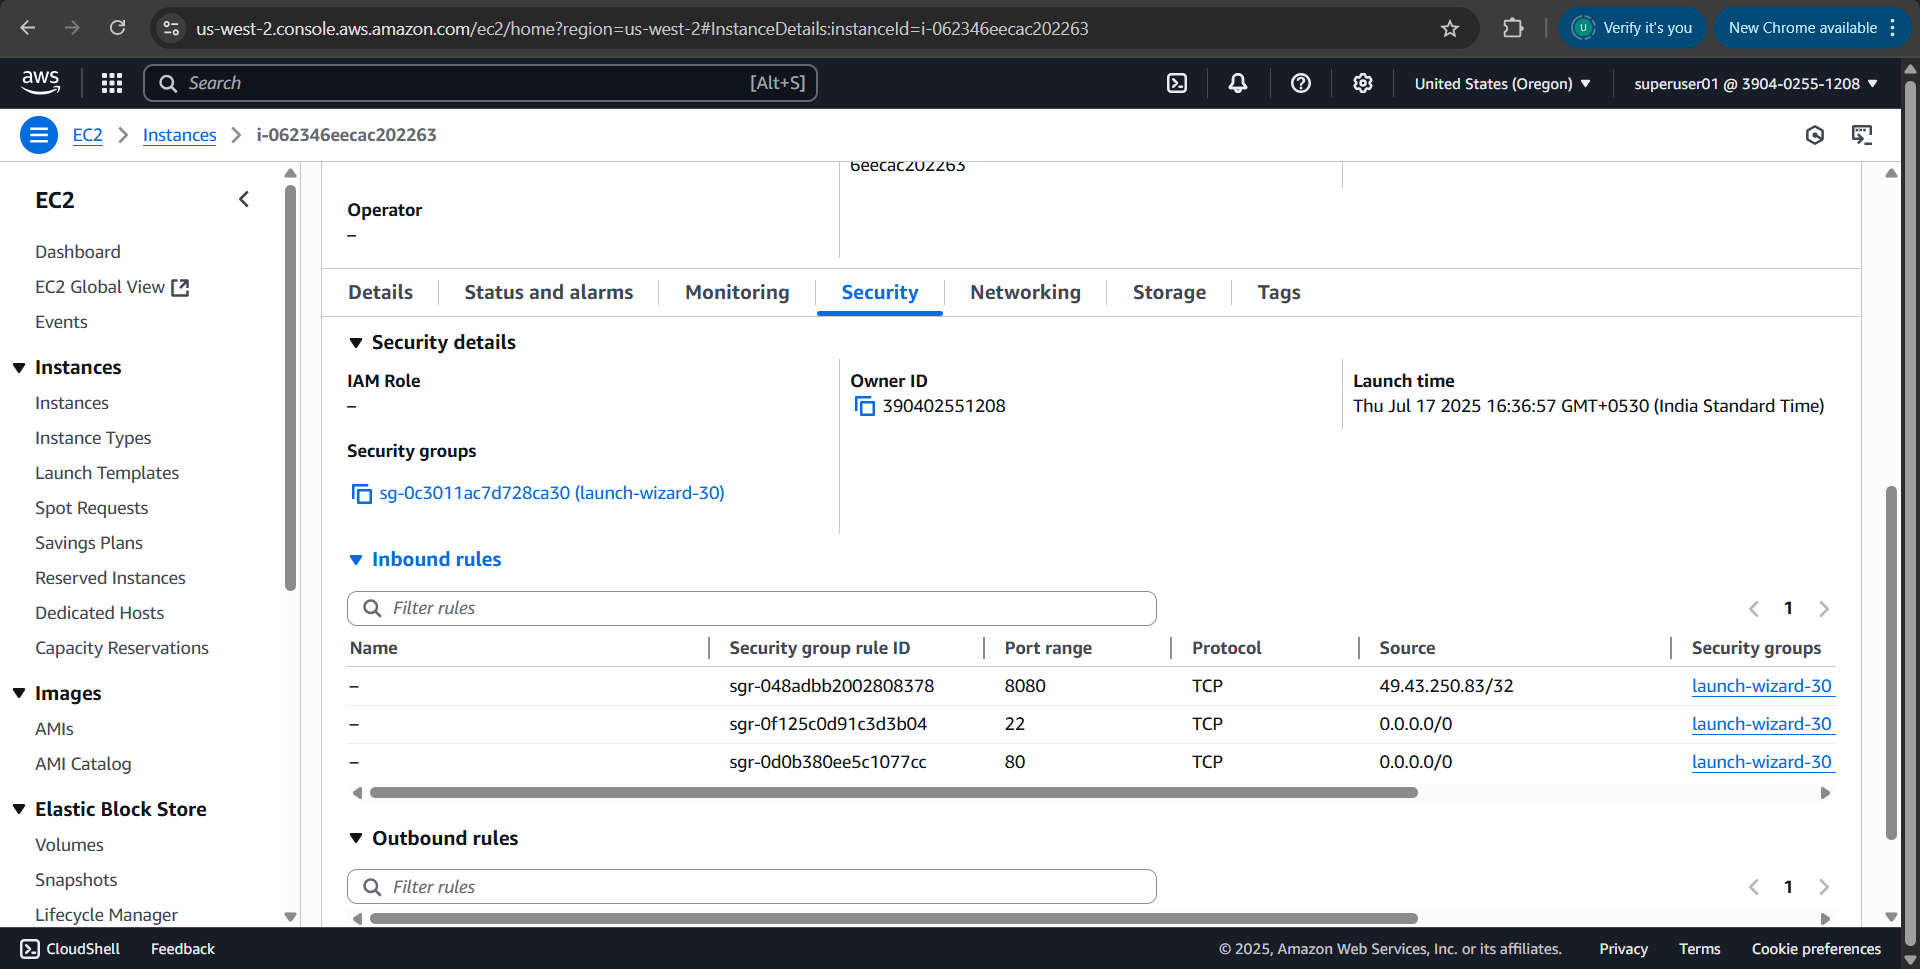 us-west-2.console.aws.amazon.com/ec2/home?region=us-west-2#InstanceDetails:instanceId=i-062346eecac202263
U Verify it's you
New Chrome available
aws
Search [Alt+S]
United States (Oregon)
superuser01 @ 3904-0255-1208
EC2
Instances
i-062346eecac202263
EC2
Dashboard
EC2 Global View
Events
Instances
Instances
Instance Types
Launch Templates
Spot Requests
Savings Plans
Reserved Instances
Dedicated Hosts
Capacity Reservations
Images
AMIs
AMI Catalog
Elastic Block Store
Volumes
Snapshots
Lifecycle Manager
6eecac202263
Operator
–
Details Status and alarms Monitoring Security Networking Storage Tags
Security details
IAM Role
–
Owner ID
390402551208
Launch time
Thu Jul 17 2025 16:36:57 GMT+0530 (India Standard Time)
Security groups
sg-0c3011ac7d728ca30 (launch-wizard-30)
Inbound rules
Filter rules
1
Name Security group rule ID Port range Protocol Source Security groups
– sgr-048adbb2002808378 8080 TCP 49.43.250.83/32 launch-wizard-30
– sgr-0f125c0d91c3d3b04 22 TCP 0.0.0.0/0 launch-wizard-30
– sgr-0d0b380ee5c1077cc 80 TCP 0.0.0.0/0 launch-wizard-30
Outbound rules
Filter rules
1
CloudShell Feedback
© 2025, Amazon Web Services, Inc. or its affiliates. Privacy Terms Cookie preferences